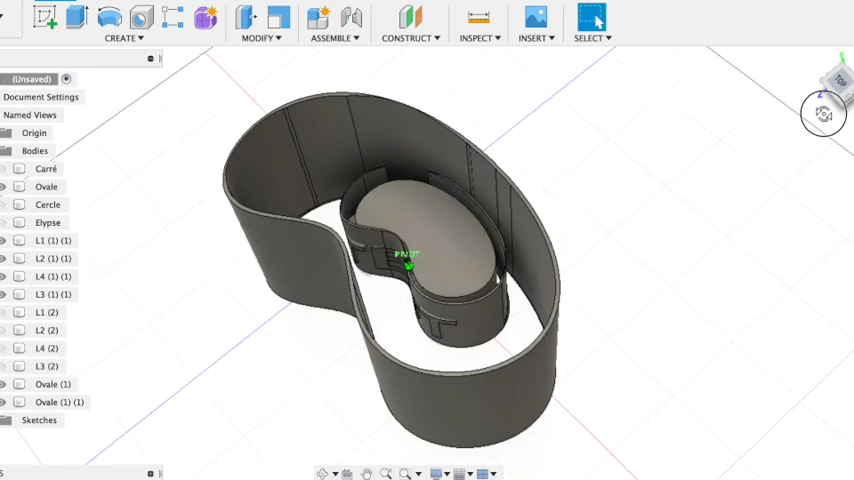 CREATE
MODIFY
ASSEMBLE
CONSTRUCT
INSPECT
INSERT
SELECT
(Unsaved)
Document Settings
Named Views
Origin
Bodies
Carré
Ovale
Cercle
Elypse
L1 (1) (1)
L2 (1) (1)
L4 (1) (1)
L3 (1) (1)
L1 (2)
L2 (2)
L4 (2)
L3 (2)
Ovale (1)
Ovale (1) (1)
Sketches
PIVOT
TOP
Z
S